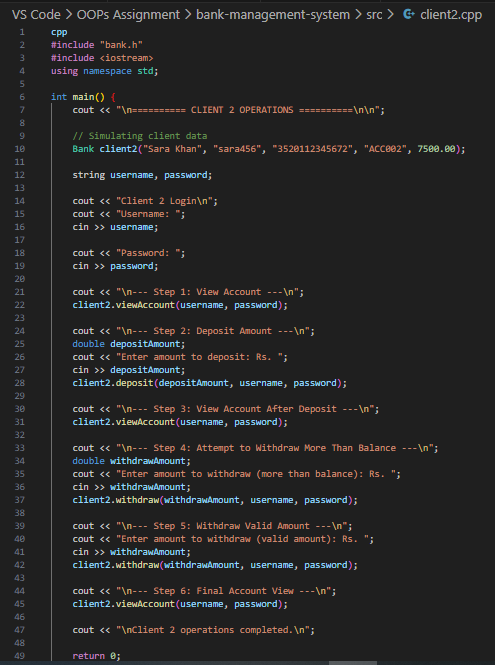 VS Code > OOPs Assignment > bank-management-system > src > C+ client2.cpp
1 cpp
2 #include "bank.h"
3 #include <iostream>
4 using namespace std;
5
6 int main() {
7 cout << "\n========== CLIENT 2 OPERATIONS ==========\n\n";
8
9 // Simulating client data
10 Bank client2("Sara Khan", "sara456", "3520112345672", "ACC002", 7500.00);
11
12 string username, password;
13
14 cout << "Client 2 Login\n";
15 cout << "Username: ";
16 cin >> username;
17
18 cout << "Password: ";
19 cin >> password;
20
21 cout << "\n--- Step 1: View Account ---\n";
22 client2.viewAccount(username, password);
23
24 cout << "\n--- Step 2: Deposit Amount ---\n";
25 double depositAmount;
26 cout << "Enter amount to deposit: Rs. ";
27 cin >> depositAmount;
28 client2.deposit(depositAmount, username, password);
29
30 cout << "\n--- Step 3: View Account After Deposit ---\n";
31 client2.viewAccount(username, password);
32
33 cout << "\n--- Step 4: Attempt to Withdraw More Than Balance ---\n";
34 double withdrawAmount;
35 cout << "Enter amount to withdraw (more than balance): Rs. ";
36 cin >> withdrawAmount;
37 client2.withdraw(withdrawAmount, username, password);
38
39 cout << "\n--- Step 5: Withdraw Valid Amount ---\n";
40 cout << "Enter amount to withdraw (valid amount): Rs. ";
41 cin >> withdrawAmount;
42 client2.withdraw(withdrawAmount, username, password);
43
44 cout << "\n--- Step 6: Final Account View ---\n";
45 client2.viewAccount(username, password);
46
47 cout << "\nClient 2 operations completed.\n";
48
49 return 0;